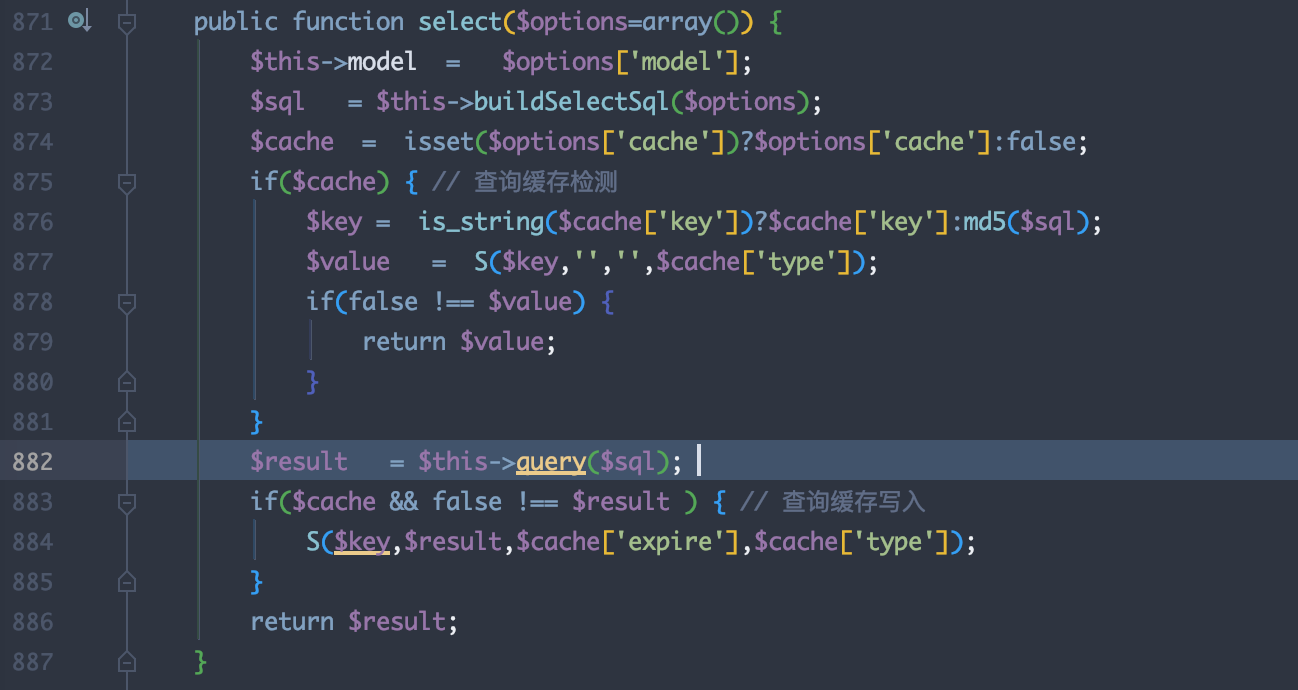 871 public function select($options=array()) {
872 $this->model  =   $options['model'];
873 $sql   = $this->buildSelectSql($options);
874 $cache  =  isset($options['cache'])?$options['cache']:false;
875 if($cache) { // 查询缓存检测
876 $key =  is_string($cache['key'])?$cache['key']:md5($sql);
877 $value   =  S($key,'','',$cache['type']);
878 if(false !== $value) {
879 return $value;
880 }
881 }
882 $result   = $this->query($sql);
883 if($cache && false !== $result ) { // 查询缓存写入
884 S($key,$result,$cache['expire'],$cache['type']);
885 }
886 return $result;
887 }